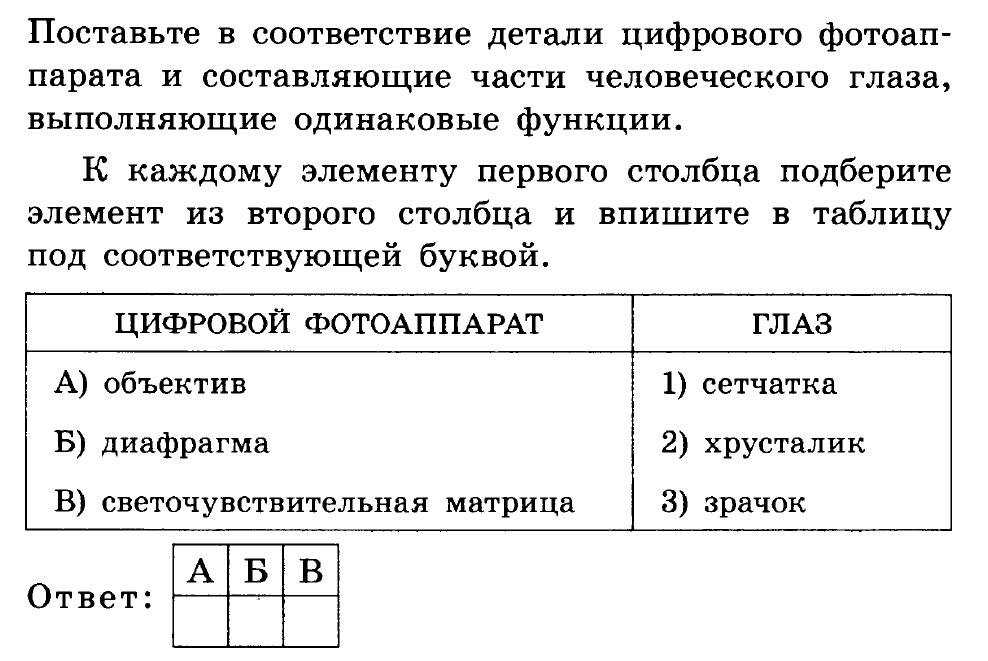 Поставьте в соответствие детали цифрового фотоап-
парата и составляющие части человеческого глаза,
выполняющие одинаковые функции.
К каждому элементу первого столбца подберите
элемент из второго столбца и впишите в таблицу
под соответствующей буквой.
ЦИФРОВОЙ ФОТОАППАРАТ ГЛАЗ
А) объектив 1) сетчатка
Б) диафрагма 2) хрусталик
В) светочувствительная матрица 3) зрачок
А Б В
Ответ: